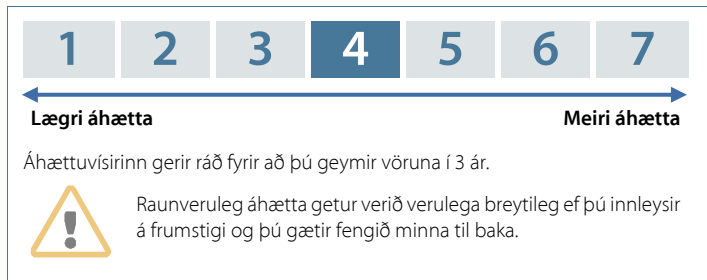 1 2 3 4 5 6 7
Lægri áhætta Meiri áhætta
Áhættuvísirinn gerir ráð fyrir að þú geymir vöruna í 3 ár.
Raunveruleg áhætta getur verið verulega breytileg ef þú innleysir
á frumstigi og þú gætir fengið minna til baka.